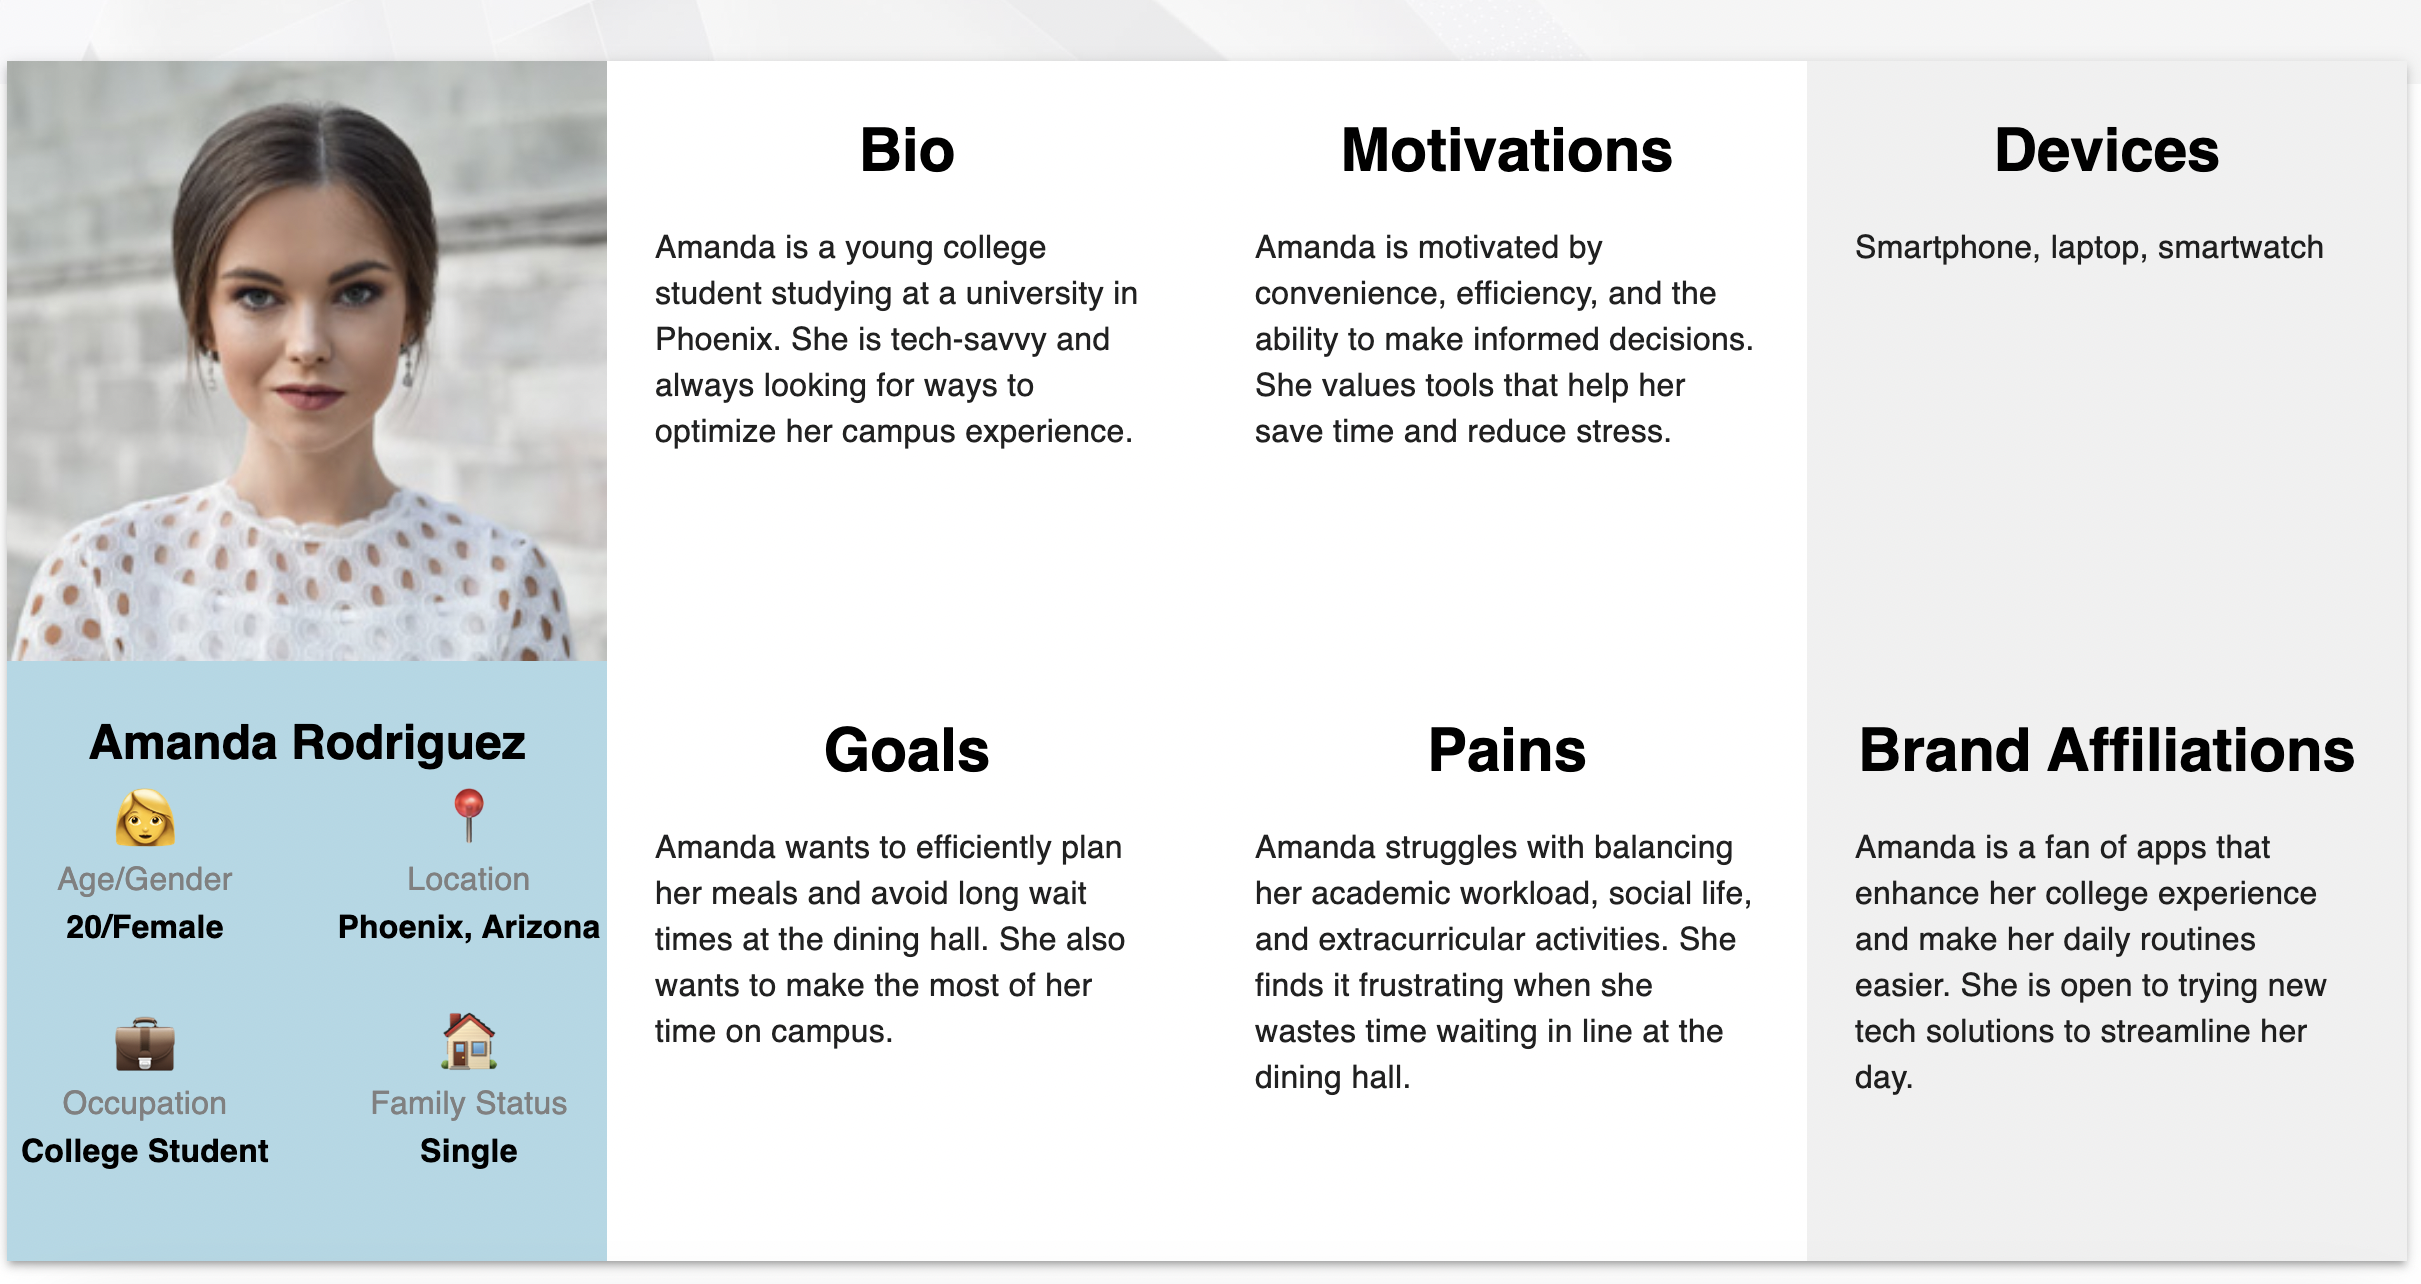 Bio
Amanda is a young college
student studying at a university in
Phoenix. She is tech-savvy and
always looking for ways to
optimize her campus experience.
Motivations
Amanda is motivated by
convenience, efficiency, and the
ability to make informed decisions.
She values tools that help her
save time and reduce stress.
Devices
Smartphone, laptop, smartwatch
Amanda Rodriguez
Age/Gender
20/Female
Location
Phoenix, Arizona
Occupation
College Student
Family Status
Single
Goals
Amanda wants to efficiently plan
her meals and avoid long wait
times at the dining hall. She also
wants to make the most of her
time on campus.
Pains
Amanda struggles with balancing
her academic workload, social life,
and extracurricular activities. She
finds it frustrating when she
wastes time waiting in line at the
dining hall.
Brand Affiliations
Amanda is a fan of apps that
enhance her college experience
and make her daily routines
easier. She is open to trying new
tech solutions to streamline her
day.